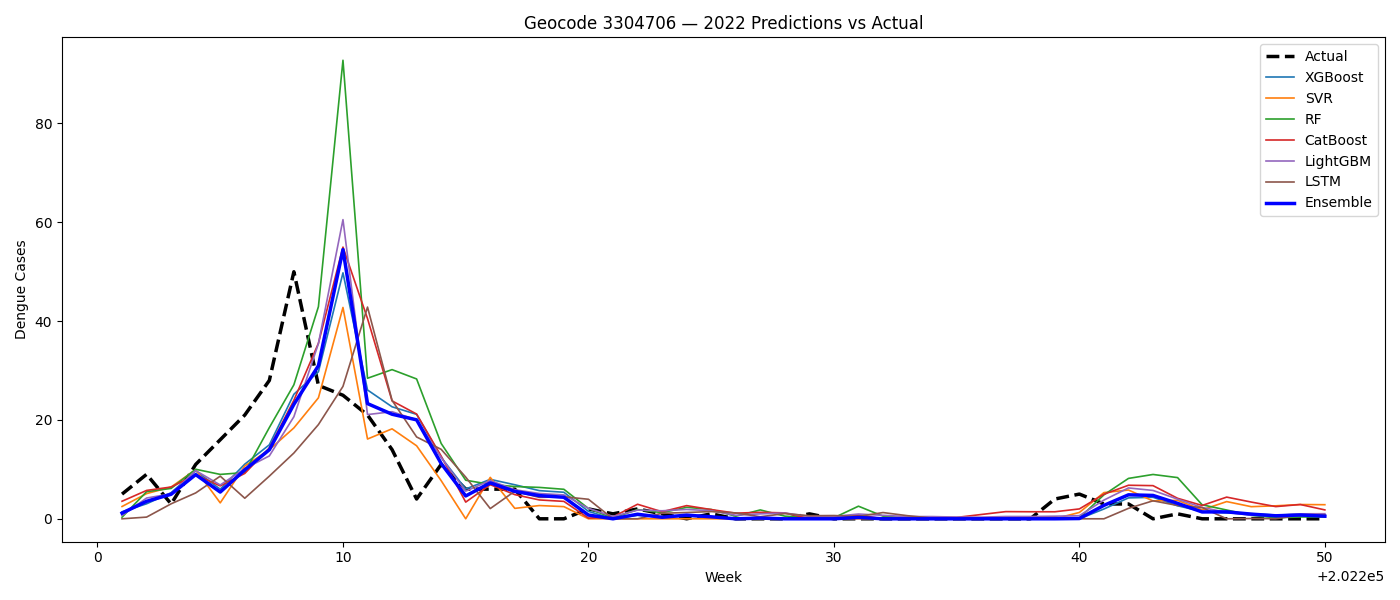 Geocode 3304706 — 2022 Predictions vs Actual
Dengue Cases
80
60
40
20
0
0
10
20
30
40
50
+2.022e5
Week
Actual
XGBoost
SVR
RF
CatBoost
LightGBM
LSTM
Ensemble